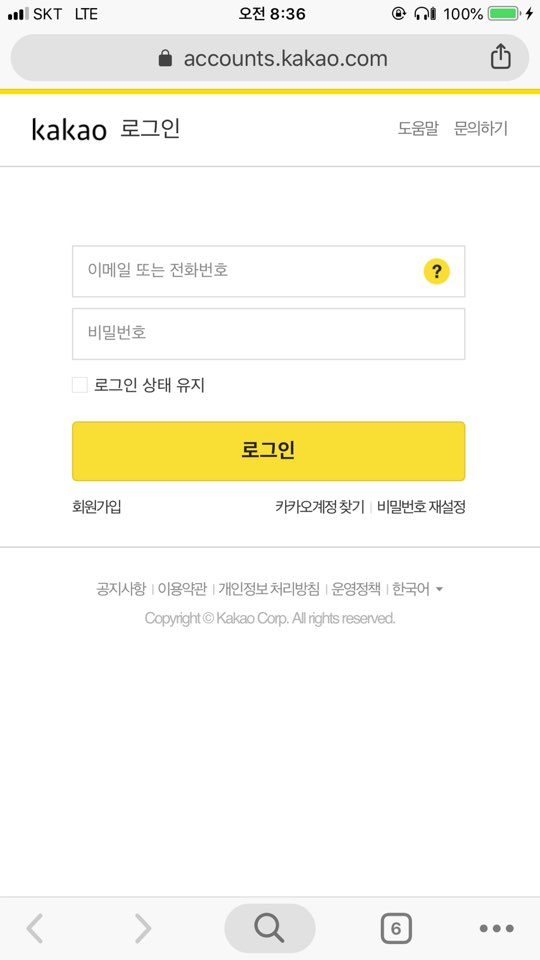 SKT LTE 오전 8:36 100%
accounts.kakao.com
kakao 로그인 도움말 문의하기
이메일 또는 전화번호 ?
비밀번호
로그인 상태 유지
로그인
회원가입 카카오계정 찾기 | 비밀번호 재설정
공지사항 | 이용약관 | 개인정보 처리방침 | 운영정책 | 한국어
Copyright © Kakao Corp. All rights reserved.
6